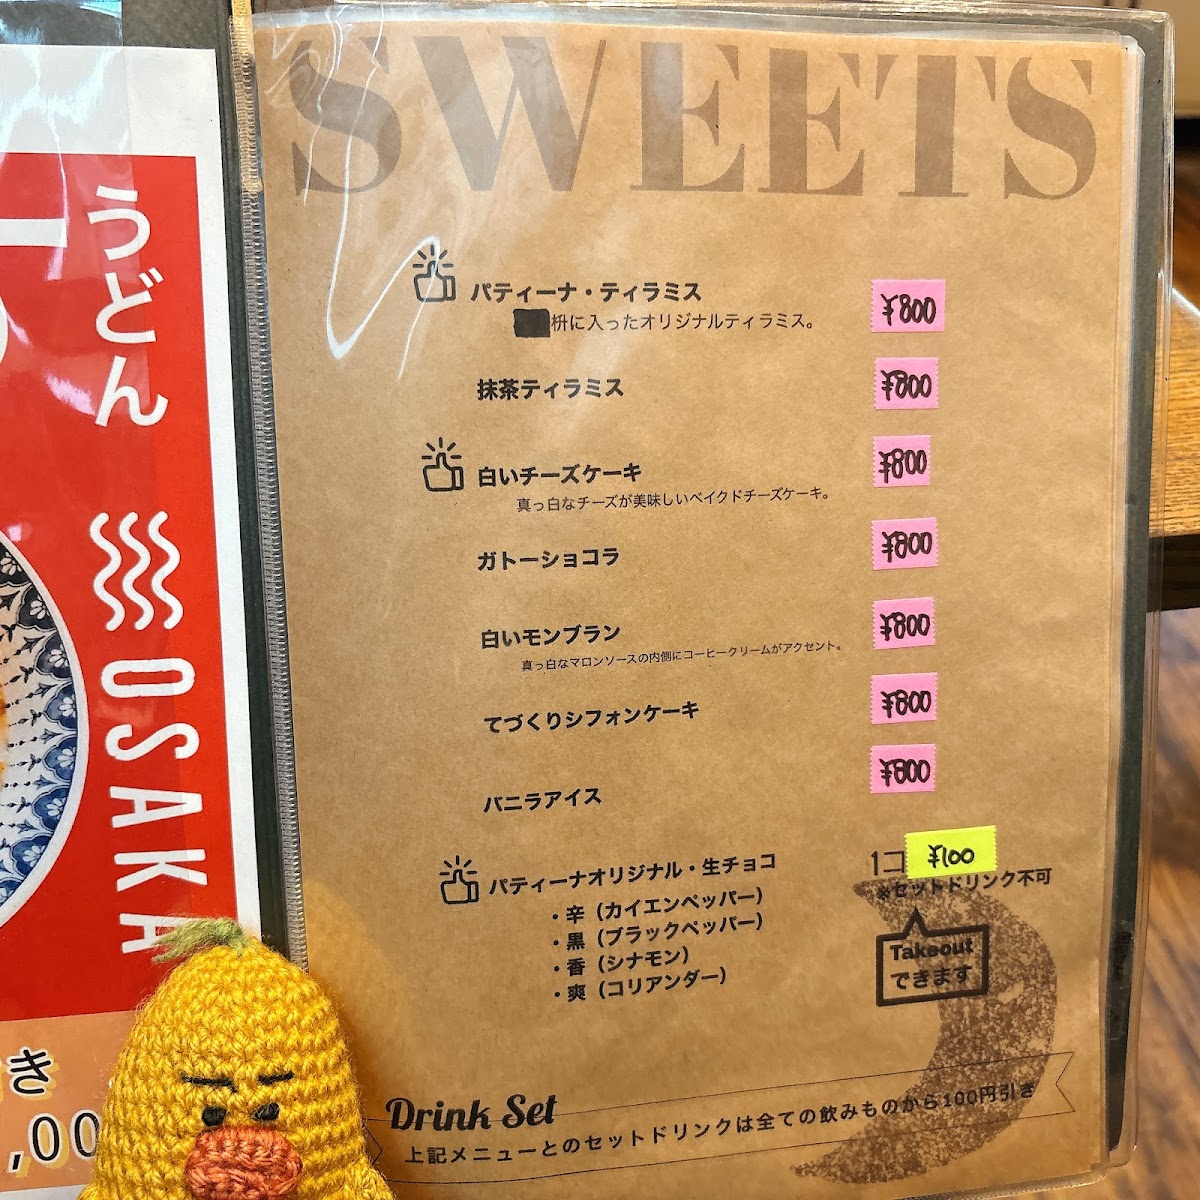 うどん
OSAKA
き
,00
SWEETS
パティーナ・ティラミス ¥800
枡に入ったオリジナルティラミス。
抹茶ティラミス ¥800
白いチーズケーキ ¥800
真っ白なチーズが美味しいベイクドチーズケーキ。
ガトーショコラ ¥800
白いモンブラン ¥800
真っ白なマロンソースの内側にコーヒークリームがアクセント。
てづくりシフォンケーキ ¥800
バニラアイス ¥800
パティーナオリジナル・生チョコ 1コ ¥100
※セットドリンク不可
・辛（カイエンペッパー）
・黒（ブラックペッパー）
・香（シナモン）
・爽（コリアンダー）
Takeout
できます
Drink Set
上記メニューとのセットドリンクは全ての飲みものから100円引き